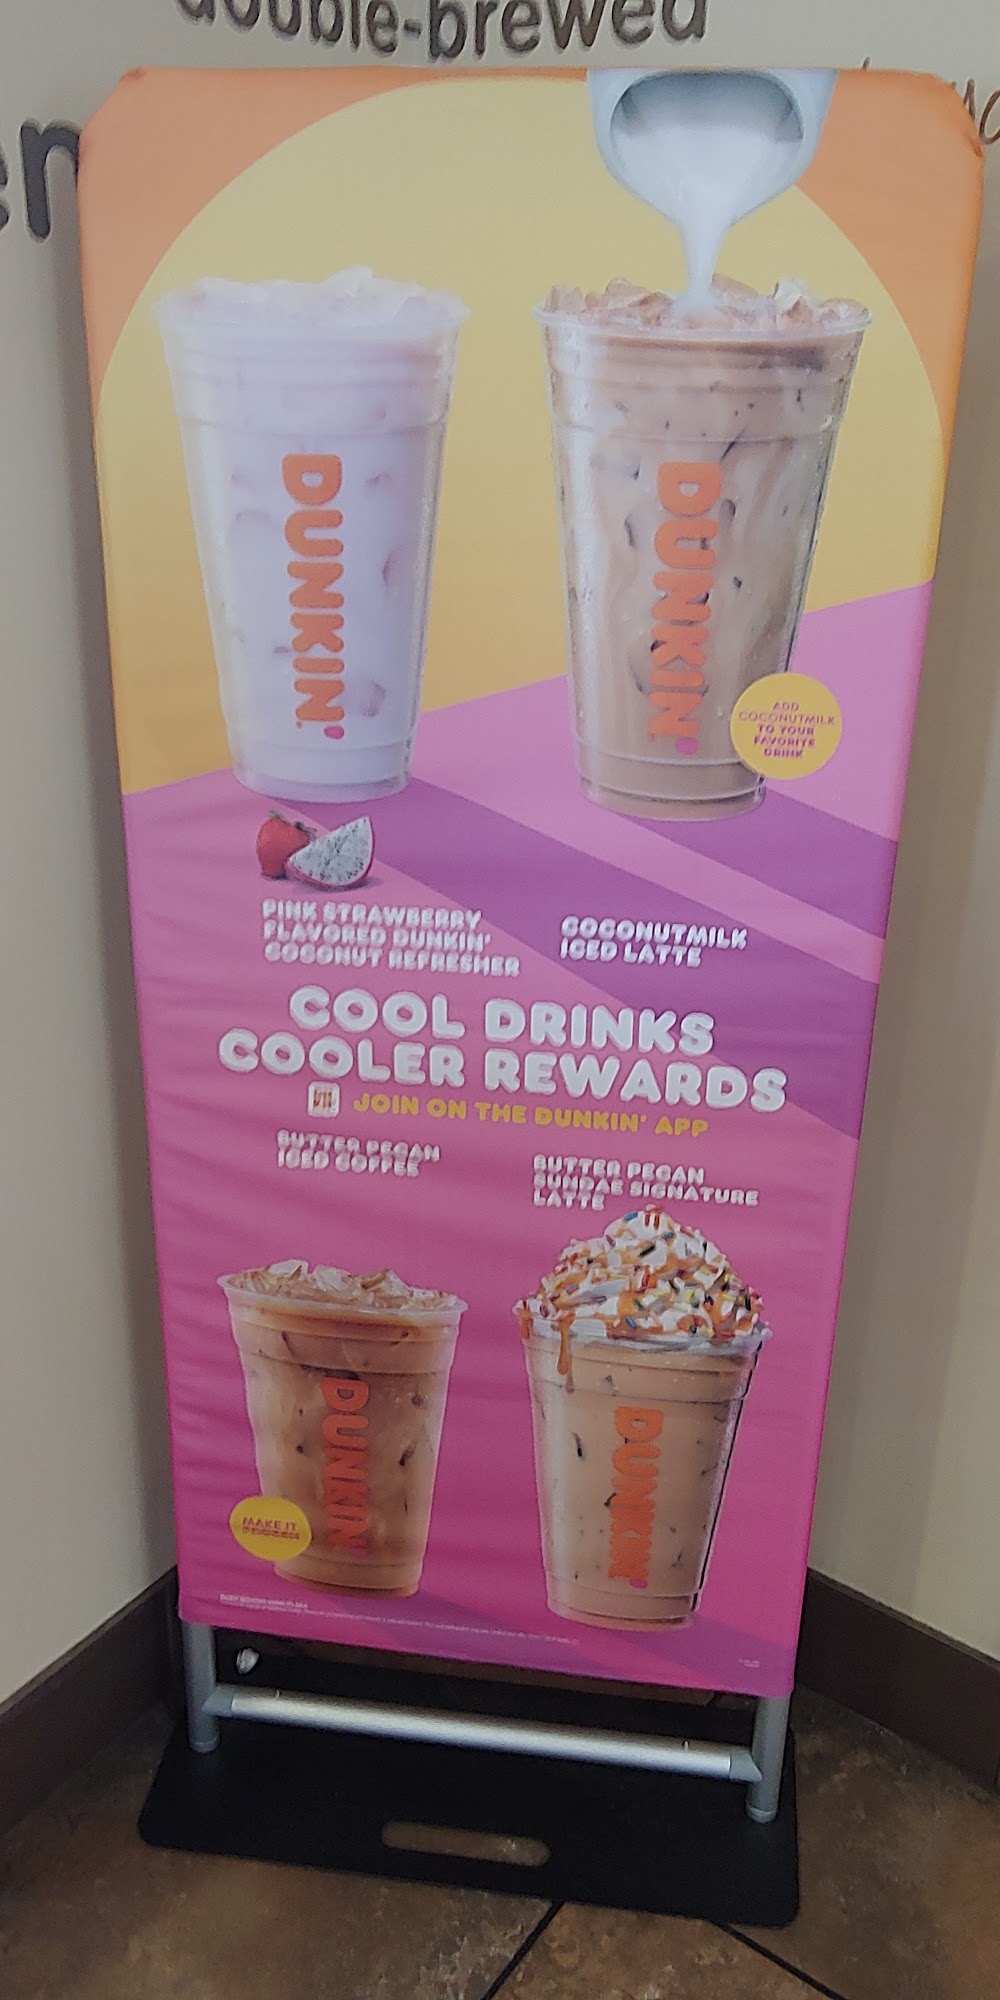 double-brewed
en
DUNKIN'
DUNKIN'
ADD
COCONUTMILK
TO YOUR
FAVORITE
DRINK
PINK STRAWBERRY
FLAVORED DUNKIN'
COCONUT REFRESHER
COCONUTMILK
ICED LATTE
COOL DRINKS
COOLER REWARDS
JOIN ON THE DUNKIN' APP
BUTTER PECAN
ICED COFFEE
BUTTER PECAN
SUNDAE SIGNATURE
LATTE
DUNKIN'
DUNKIN'
MAKE IT
FROZEN